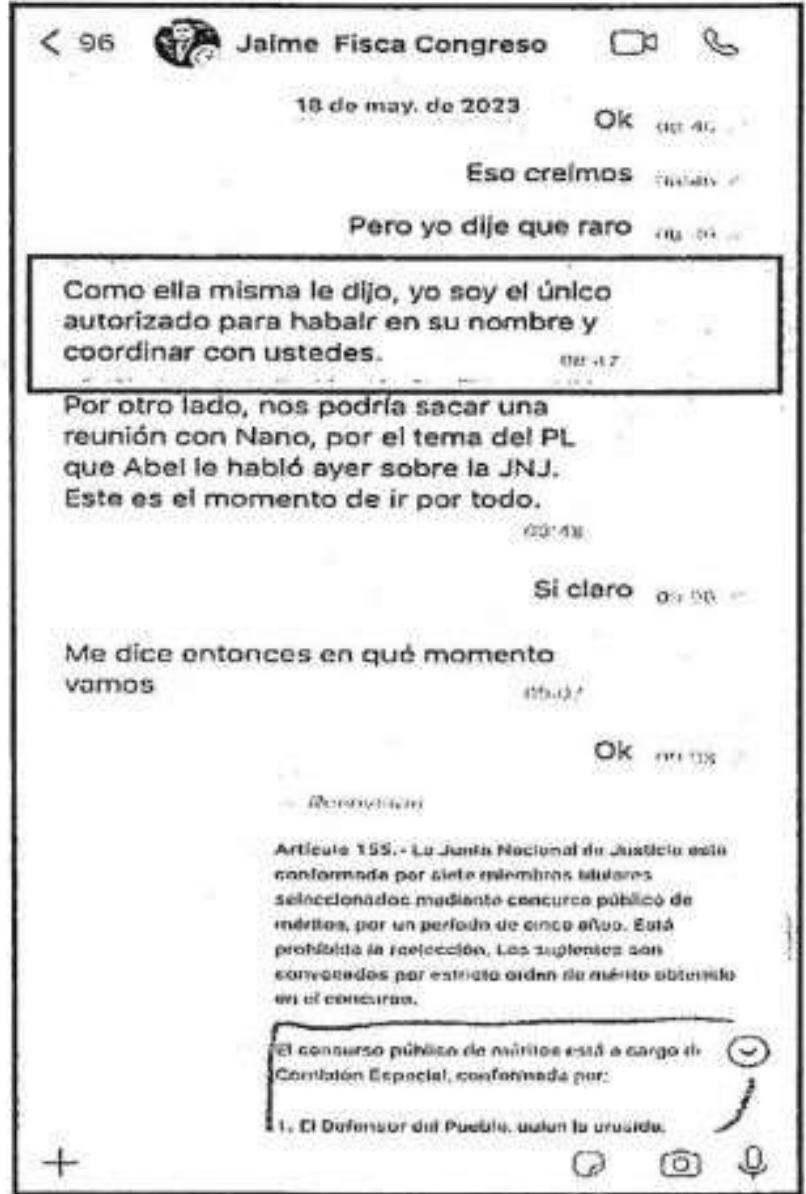 96 Jaime Fisca Congreso
18 de may. de 2023
Ok
Eso creímos
Pero yo dije que raro
Como ella misma le dijo, yo soy el único
autorizado para habalr en su nombre y
coordinar con ustedes.
Por otro lado, nos podría sacar una
reunión con Nano, por el tema del PL
que Abel le habló ayer sobre la JNJ.
Este es el momento de ir por todo.
Si claro
Me dice entonces en qué momento
vamos
Ok
Artículo 155.- La Junta Nacional de Justicia está
conformada por siete miembros titulares
seleccionados mediante concurso público de
méritos, por un período de cinco años. Está
prohibida la reelección. Los suplentes son
convocados por estricto orden de mérito obtenido
en el concurso.
El concurso público de méritos está a cargo
Comisión Especial, conformada por:
1. El Defensor del Pueblo, quien la preside.